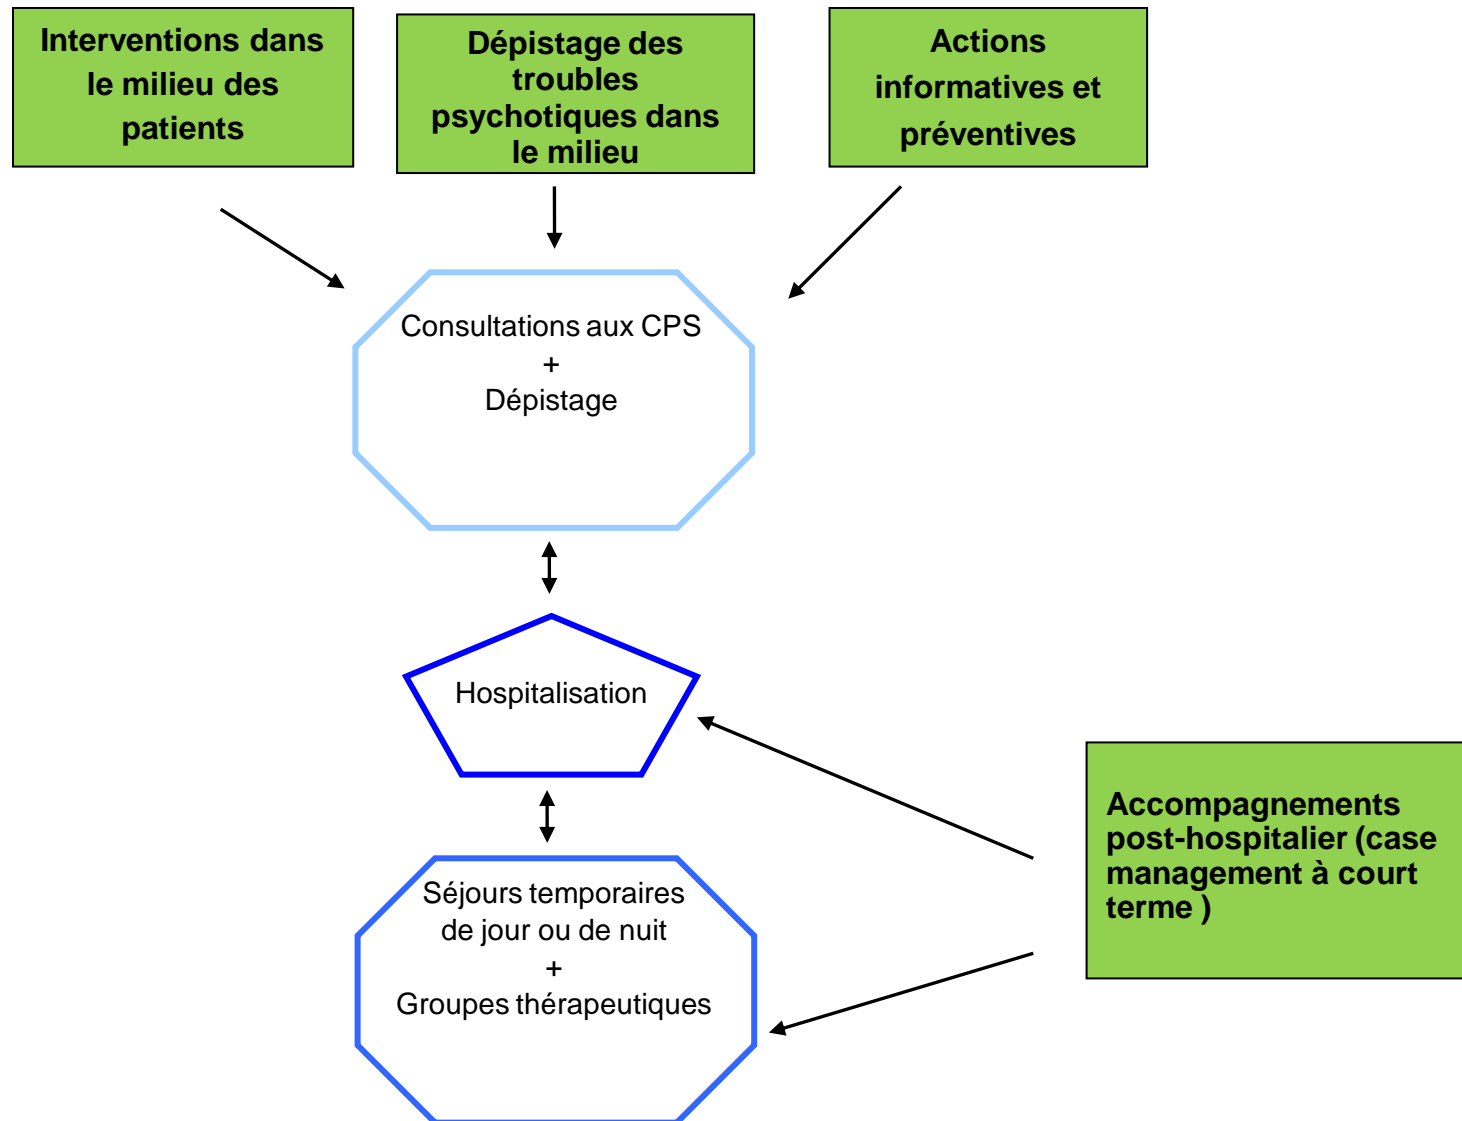 Interventions dans
le milieu des
patients
Dépistage des
troubles
psychotiques dans
le milieu
Actions
informatives et
préventives
Consultations aux CPS
+
Dépistage
Hospitalisation
Accompagnements
post-hospitalier (case
management à court
terme )
Séjours temporaires
de jour ou de nuit
+
Groupes thérapeutiques